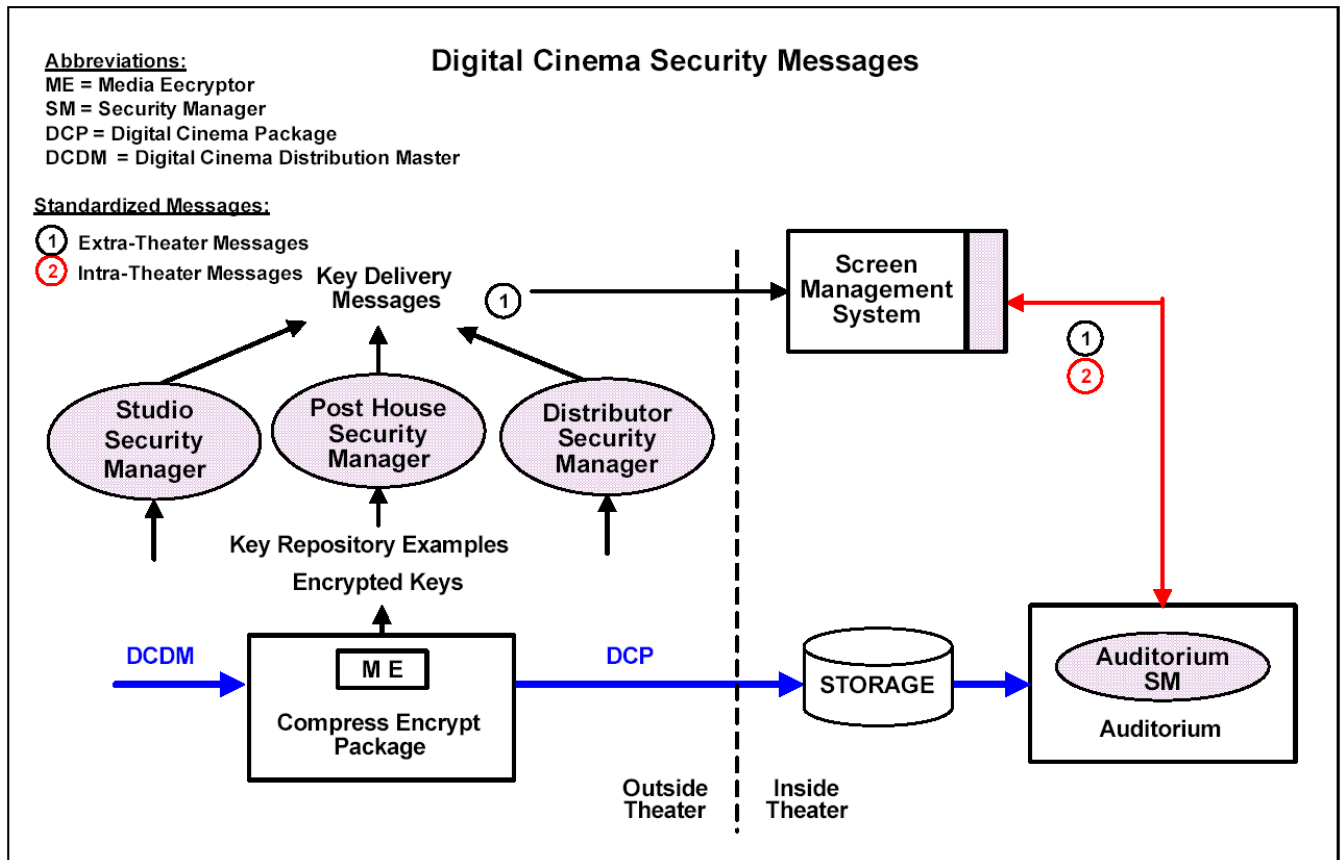 Digital Cinema Security Messages
Abbreviations:
ME = Media Eecryptor
SM = Security Manager
DCP = Digital Cinema Package
DCDM = Digital Cinema Distribution Master
Standardized Messages:
1 Extra-Theater Messages
2 Intra-Theater Messages
Key Delivery
Messages
1
Screen
Management
System
1
2
Studio
Security
Manager
Post House
Security
Manager
Distributor
Security
Manager
Key Repository Examples
Encrypted Keys
DCDM
M E
Compress Encrypt
Package
DCP
STORAGE
Auditorium
SM
Auditorium
Outside
Theater
Inside
Theater